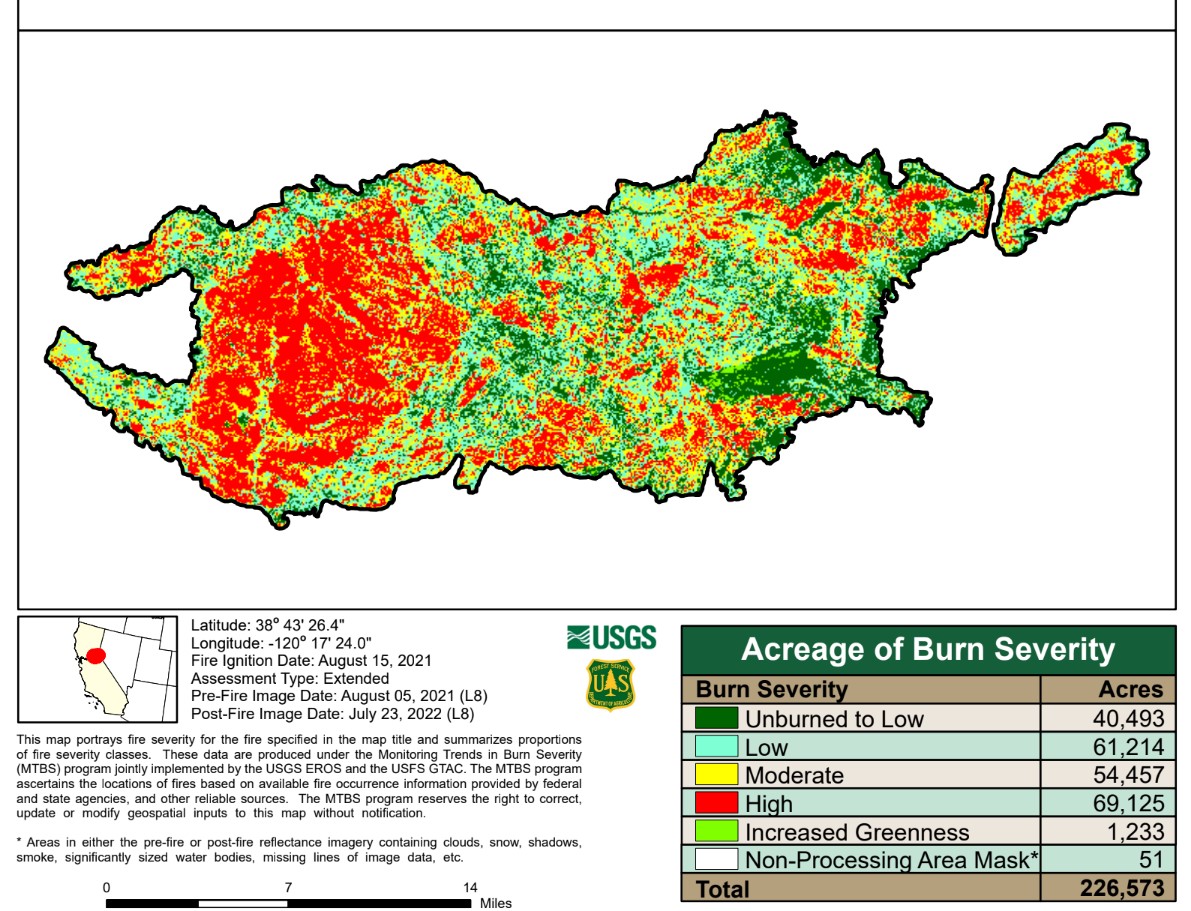 Latitude: 38° 43' 26.4"
Longitude: -120° 17' 24.0"
Fire Ignition Date: August 15, 2021
Assessment Type: Extended
Pre-Fire Image Date: August 05, 2021 (L8)
Post-Fire Image Date: July 23, 2022 (L8)
This map portrays fire severity for the fire specified in the map title and summarizes proportions
of fire severity classes. These data are produced under the Monitoring Trends in Burn Severity
(MTBS) program jointly implemented by the USGS EROS and the USFS GTAC. The MTBS program
ascertains the locations of fires based on available fire occurrence information provided by federal
and state agencies, and other reliable sources. The MTBS program reserves the right to correct,
update or modify geospatial inputs to this map without notification.
* Areas in either the pre-fire or post-fire reflectance imagery containing clouds, snow, shadows,
smoke, significantly sized water bodies, missing lines of image data, etc.
0 7 14
Miles
USGS
FOREST SERVICE
U S
DEPARTMENT OF AGRICULTURE
Acreage of Burn Severity
Burn Severity Acres
Unburned to Low 40,493
Low 61,214
Moderate 54,457
High 69,125
Increased Greenness 1,233
Non-Processing Area Mask* 51
Total 226,573